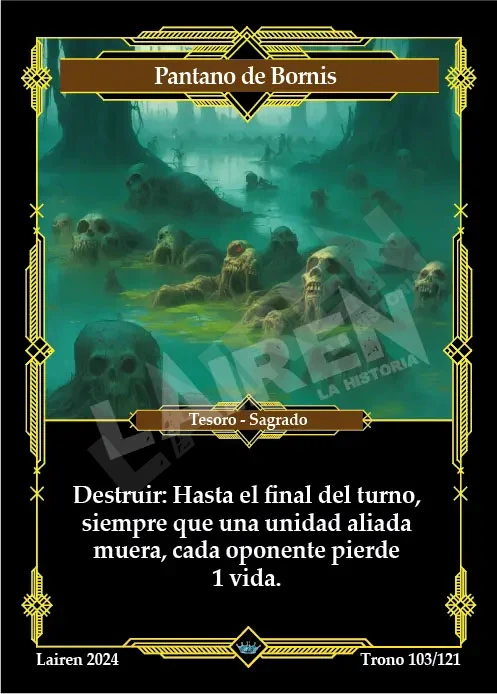 Pantano de Bornis
LAIREN
LA HISTORIA
Tesoro - Sagrado
Destruir: Hasta el final del turno,
siempre que una unidad aliada
muera, cada oponente pierde
1 vida.
Lairen 2024
Trono 103/121